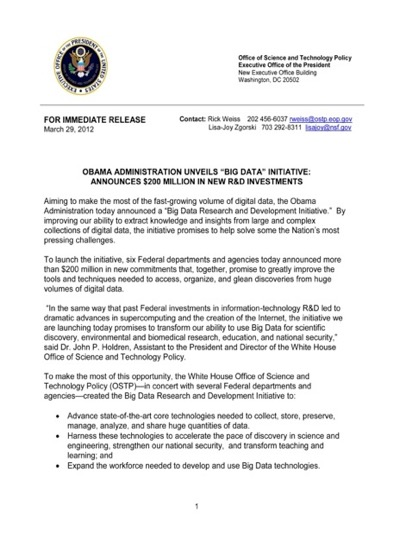 Office of Science and Technology Policy
Executive Office of the President
New Executive Office Building
Washington, DC 20502
FOR IMMEDIATE RELEASE
March 29, 2012
Contact: Rick Weiss 202 456-6037 rweiss@ostp.eop.gov
Lisa-Joy Zgorski 703 292-8311 lisajoy@nsf.gov
OBAMA ADMINISTRATION UNVEILS “BIG DATA” INITIATIVE:
ANNOUNCES $200 MILLION IN NEW R&D INVESTMENTS
Aiming to make the most of the fast-growing volume of digital data, the Obama
Administration today announced a “Big Data Research and Development Initiative.” By
improving our ability to extract knowledge and insights from large and complex
collections of digital data, the initiative promises to help solve some the Nation’s most
pressing challenges.
To launch the initiative, six Federal departments and agencies today announced more
than $200 million in new commitments that, together, promise to greatly improve the
tools and techniques needed to access, organize, and glean discoveries from huge
volumes of digital data.
“In the same way that past Federal investments in information-technology R&D led to
dramatic advances in supercomputing and the creation of the Internet, the initiative we
are launching today promises to transform our ability to use Big Data for scientific
discovery, environmental and biomedical research, education, and national security,”
said Dr. John P. Holdren, Assistant to the President and Director of the White House
Office of Science and Technology Policy.
To make the most of this opportunity, the White House Office of Science and
Technology Policy (OSTP)—in concert with several Federal departments and
agencies—created the Big Data Research and Development Initiative to:
• Advance state-of-the-art core technologies needed to collect, store, preserve,
manage, analyze, and share huge quantities of data.
• Harness these technologies to accelerate the pace of discovery in science and
engineering, strengthen our national security, and transform teaching and
learning; and
• Expand the workforce needed to develop and use Big Data technologies.
1